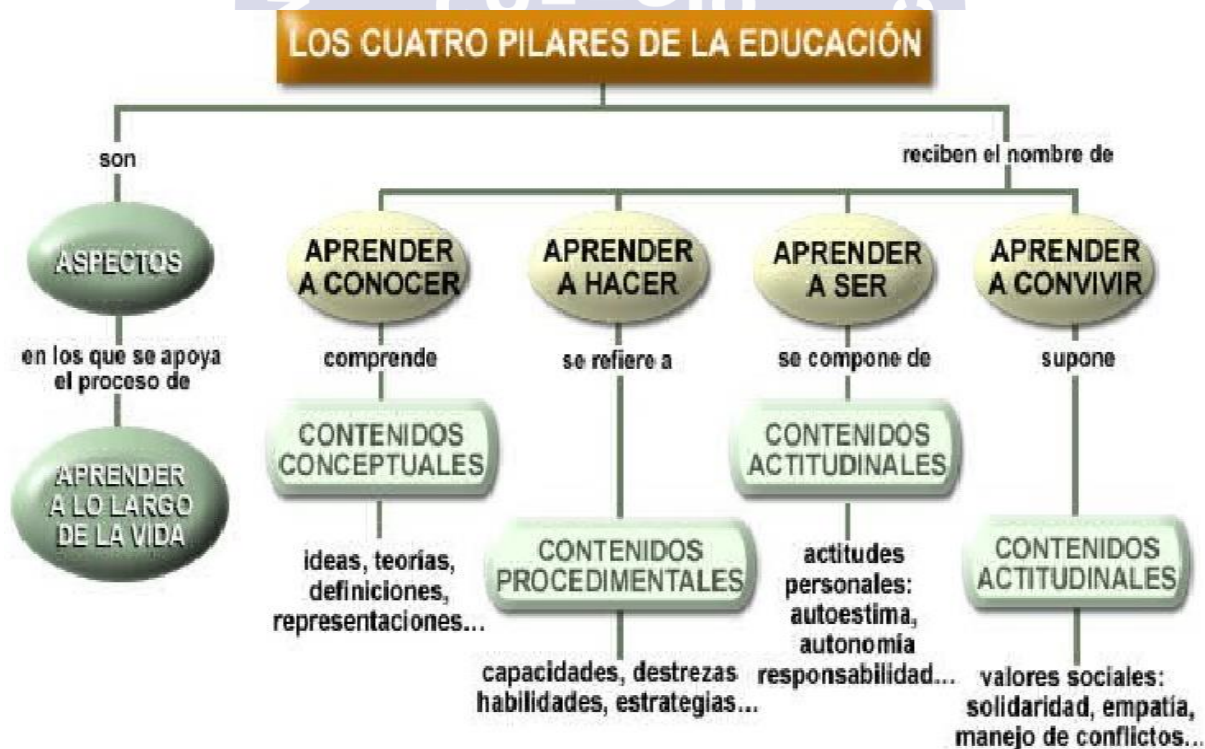 LOS CUATRO PILARES DE LA EDUCACIÓN
son
reciben el nombre de
ASPECTOS
en los que se apoya
el proceso de
APRENDER
A LO LARGO
DE LA VIDA
APRENDER
A CONOCER
comprende
CONTENIDOS
CONCEPTUALES
ideas, teorías,
definiciones,
representaciones...
APRENDER
A HACER
se refiere a
CONTENIDOS
PROCEDIMENTALES
capacidades, destrezas
habilidades, estrategias...
APRENDER
A SER
se compone de
CONTENIDOS
ACTITUDINALES
actitudes
personales:
autoestima,
autonomía
responsabilidad...
APRENDER
A CONVIVIR
supone
CONTENIDOS
ACTITUDINALES
valores sociales:
solidaridad, empatía,
manejo de conflictos...